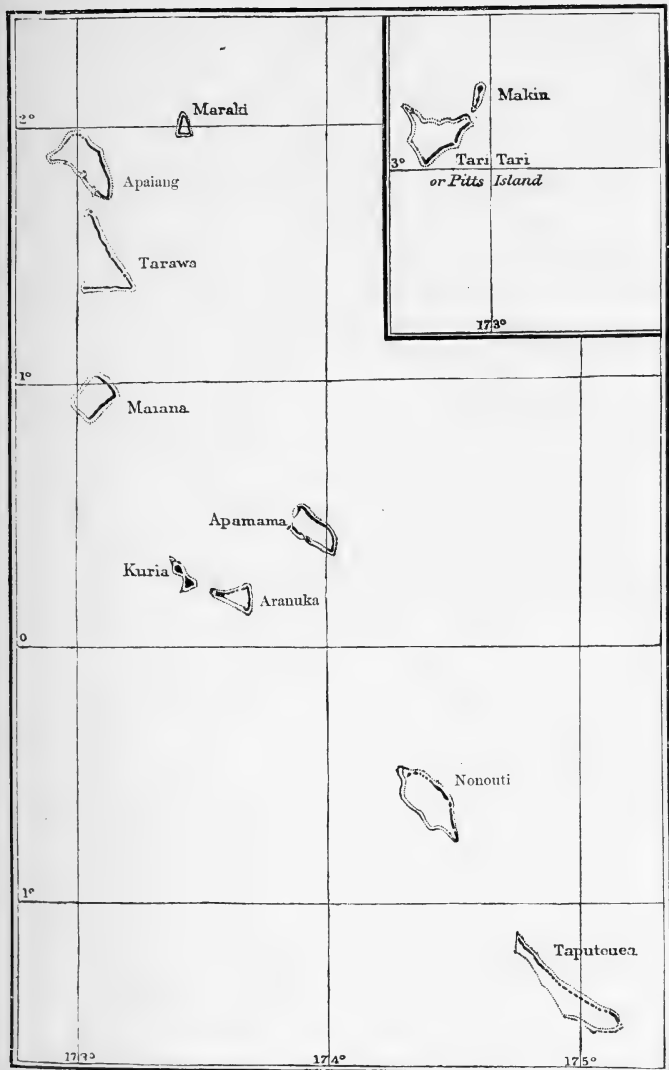 Makin
Maraki
2°
Tari Tari
3°
or Pitts Island
Apaiang
Tarawa
173°
1°
Maiana
Apamama
Kuria
Aranuka
0
Nonouti
1°
Taputouea
173°
174°
175°